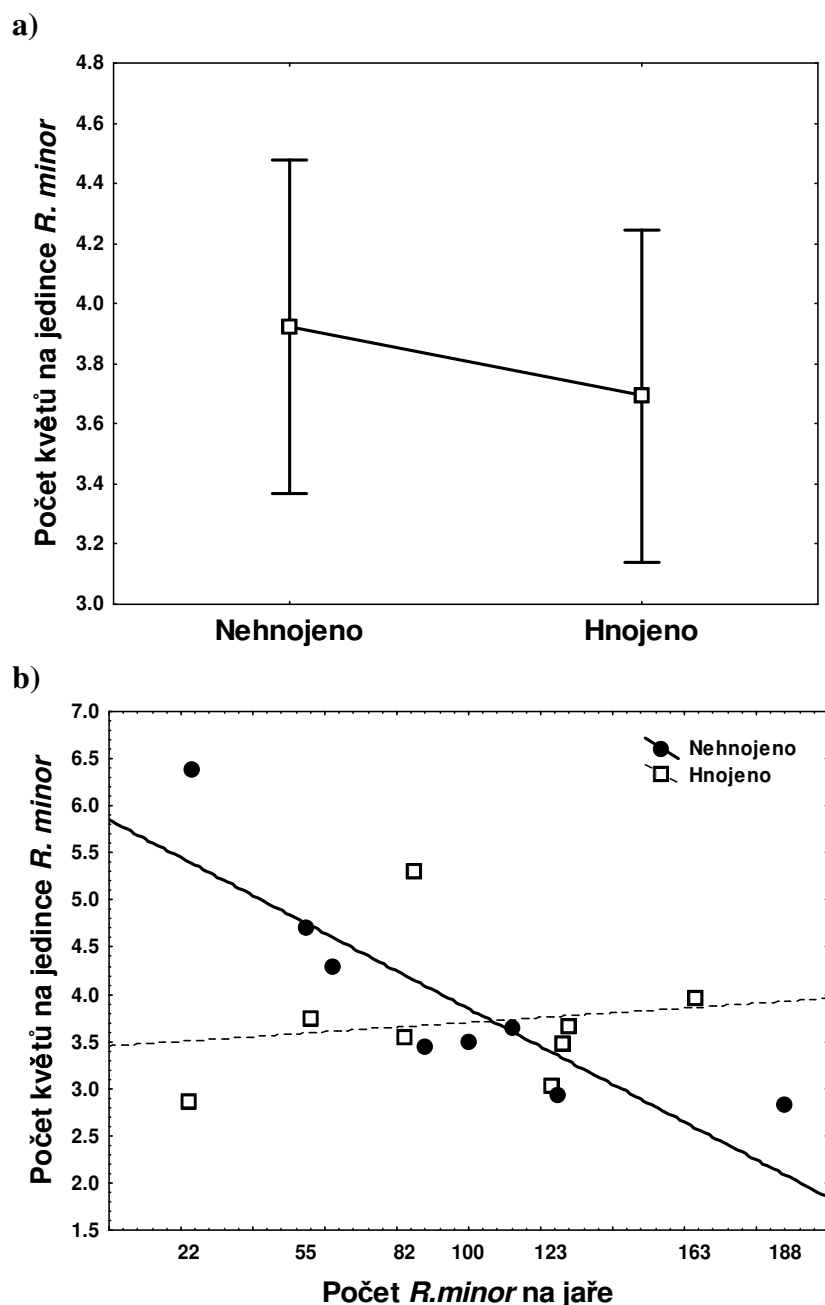 a)
4.8
4.6
4.4
4.2
4.0
3.8
3.6
3.4
3.2
3.0
Počet květů na jedince R. minor
Nehnojeno Hnojeno
b)
7.0
6.5
6.0
5.5
5.0
4.5
4.0
3.5
3.0
2.5
2.0
1.5
Počet květů na jedince R. minor
Nehnojeno
Hnojeno
22 55 82 100 123 163 188
Počet R.minor na jaře